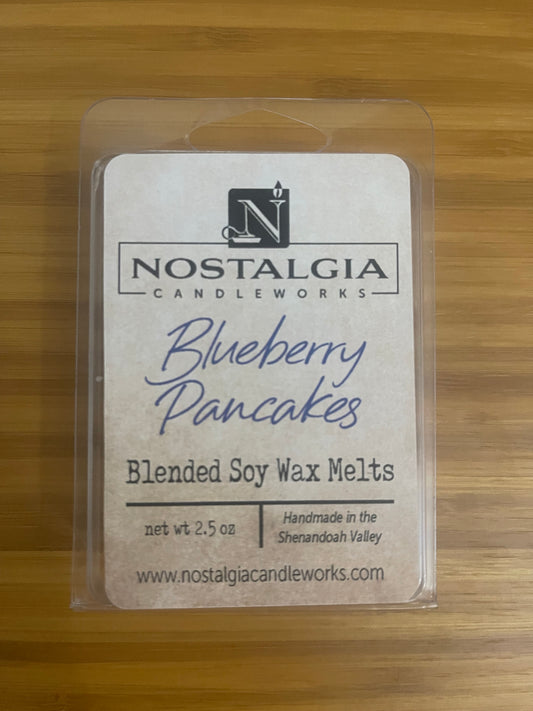 N
NOSTALGIA
CANDLEWORKS
Blueberry
Pancakes
Blended Soy Wax Melts
net wt 2.5 oz
Handmade in the
Shenandoah Valley
www.nostalgiacandleworks.com